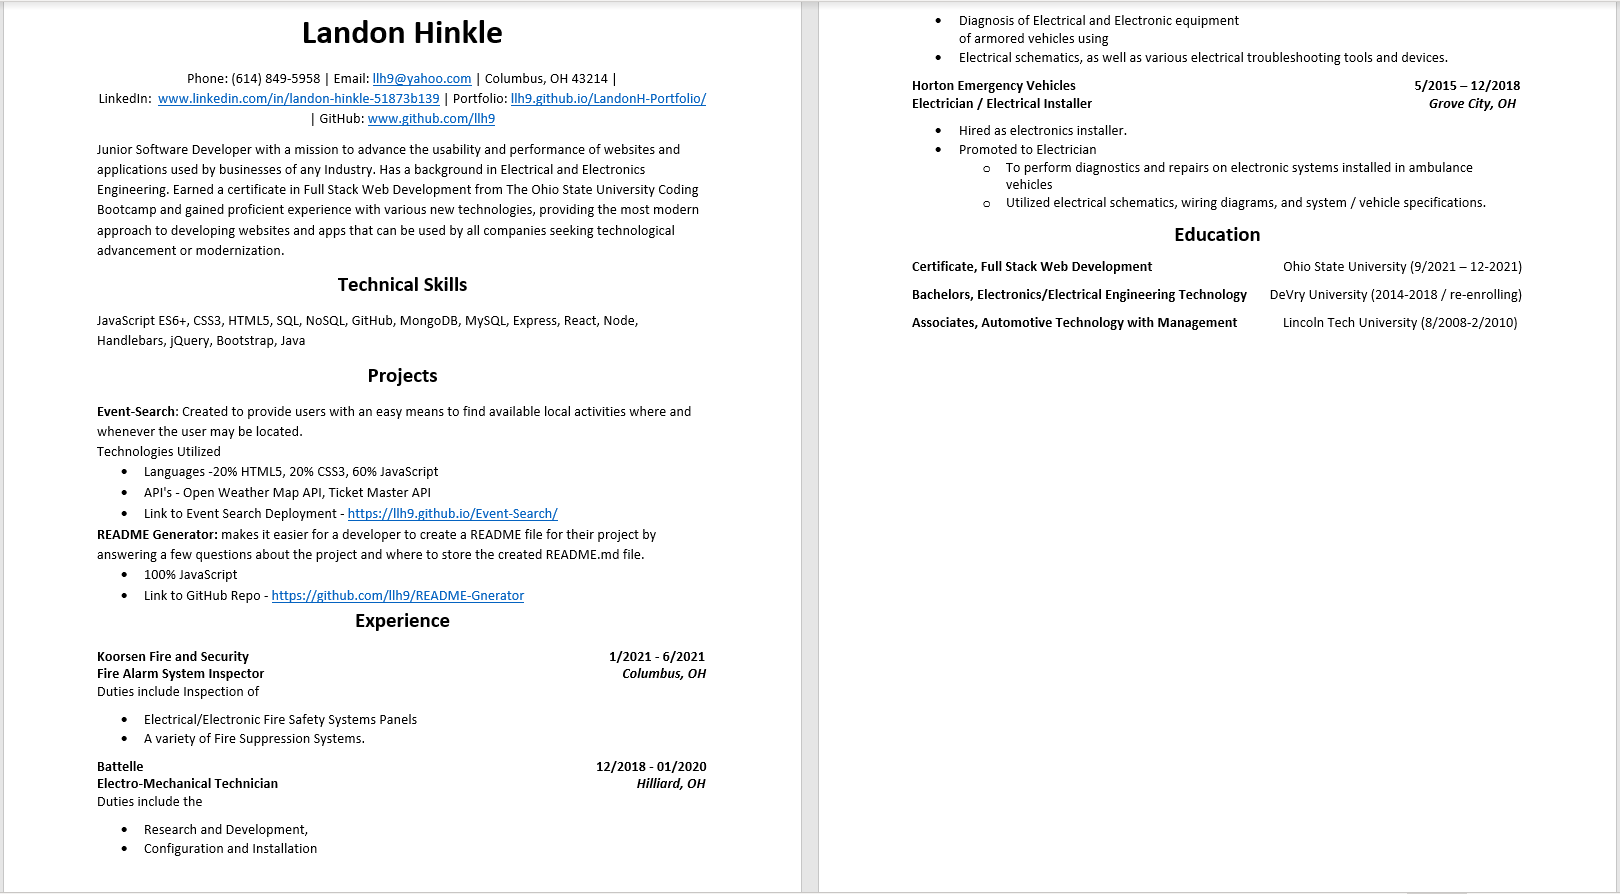 Landon Hinkle
Phone: (614) 849-5958 | Email: llh9@yahoo.com | Columbus, OH 43214 |
LinkedIn: www.linkedin.com/in/landon-hinkle-51873b139 | Portfolio: llh9.github.io/LandonH-Portfolio/
| GitHub: www.github.com/llh9
Junior Software Developer with a mission to advance the usability and performance of websites and
applications used by businesses of any Industry. Has a background in Electrical and Electronics
Engineering. Earned a certificate in Full Stack Web Development from The Ohio State University Coding
Bootcamp and gained proficient experience with various new technologies, providing the most modern
approach to developing websites and apps that can be used by all companies seeking technological
advancement or modernization.
Technical Skills
JavaScript ES6+, CSS3, HTML5, SQL, NoSQL, GitHub, MongoDB, MySQL, Express, React, Node,
Handlebars, jQuery, Bootstrap, Java
Projects
Event-Search: Created to provide users with an easy means to find available local activities where and
whenever the user may be located.
Technologies Utilized
• Languages -20% HTML5, 20% CSS3, 60% JavaScript
• API's - Open Weather Map API, Ticket Master API
• Link to Event Search Deployment - https://llh9.github.io/Event-Search/
README Generator: makes it easier for a developer to create a README file for their project by
answering a few questions about the project and where to store the created README.md file.
• 100% JavaScript
• Link to GitHub Repo - https://github.com/llh9/README-Gnerator
Experience
Koorsen Fire and Security 1/2021 - 6/2021
Fire Alarm System Inspector Columbus, OH
Duties include Inspection of
• Electrical/Electronic Fire Safety Systems Panels
• A variety of Fire Suppression Systems.
Battelle 12/2018 - 01/2020
Electro-Mechanical Technician Hilliard, OH
Duties include the
• Research and Development,
• Configuration and Installation
• Diagnosis of Electrical and Electronic equipment
of armored vehicles using
• Electrical schematics, as well as various electrical troubleshooting tools and devices.
Horton Emergency Vehicles 5/2015 – 12/2018
Electrician / Electrical Installer Grove City, OH
• Hired as electronics installer.
• Promoted to Electrician
o To perform diagnostics and repairs on electronic systems installed in ambulance
vehicles
o Utilized electrical schematics, wiring diagrams, and system / vehicle specifications.
Education
Certificate, Full Stack Web Development Ohio State University (9/2021 – 12-2021)
Bachelors, Electronics/Electrical Engineering Technology DeVry University (2014-2018 / re-enrolling)
Associates, Automotive Technology with Management Lincoln Tech University (8/2008-2/2010)